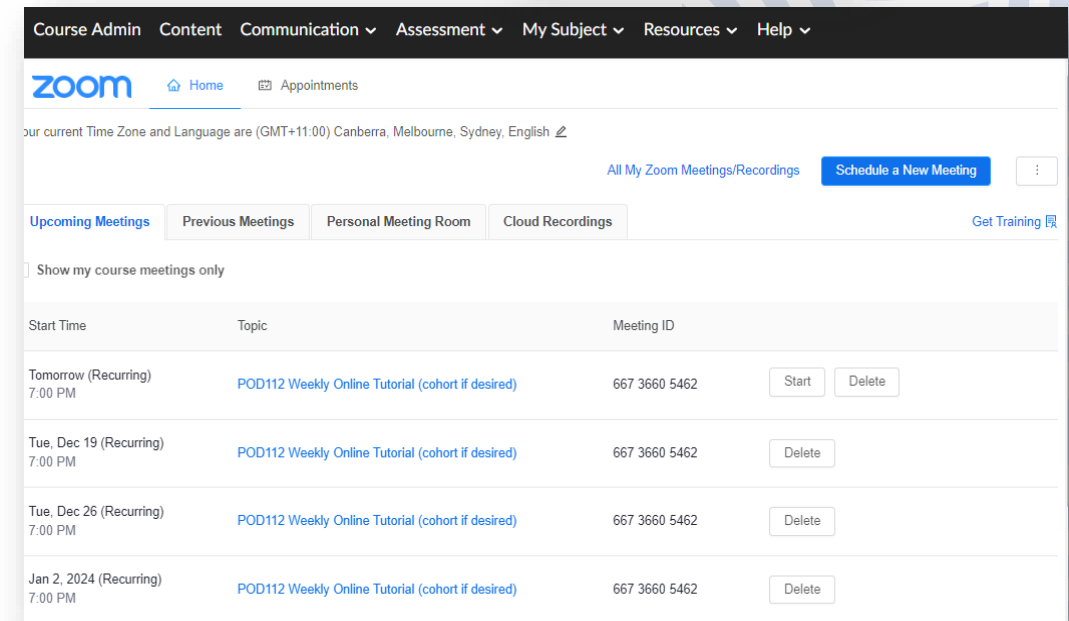 Course Admin Content Communication Assessment My Subject Resources Help
zoom Home Appointments
our current Time Zone and Language are (GMT+11:00) Canberra, Melbourne, Sydney, English
All My Zoom Meetings/Recordings Schedule a New Meeting
Upcoming Meetings Previous Meetings Personal Meeting Room Cloud Recordings Get Training
Show my course meetings only
Start Time Topic Meeting ID
Tomorrow (Recurring)
7:00 PM
POD112 Weekly Online Tutorial (cohort if desired) 667 3660 5462 Start Delete
Tue, Dec 19 (Recurring)
7:00 PM
POD112 Weekly Online Tutorial (cohort if desired) 667 3660 5462 Delete
Tue, Dec 26 (Recurring)
7:00 PM
POD112 Weekly Online Tutorial (cohort if desired) 667 3660 5462 Delete
Jan 2, 2024 (Recurring)
7:00 PM
POD112 Weekly Online Tutorial (cohort if desired) 667 3660 5462 Delete